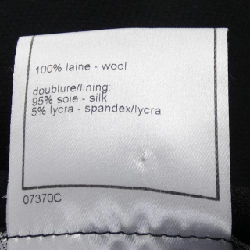 100% laine - wool
doublure/lining:
95% soie - silk
5% lycra - spandex/lycra
07370C